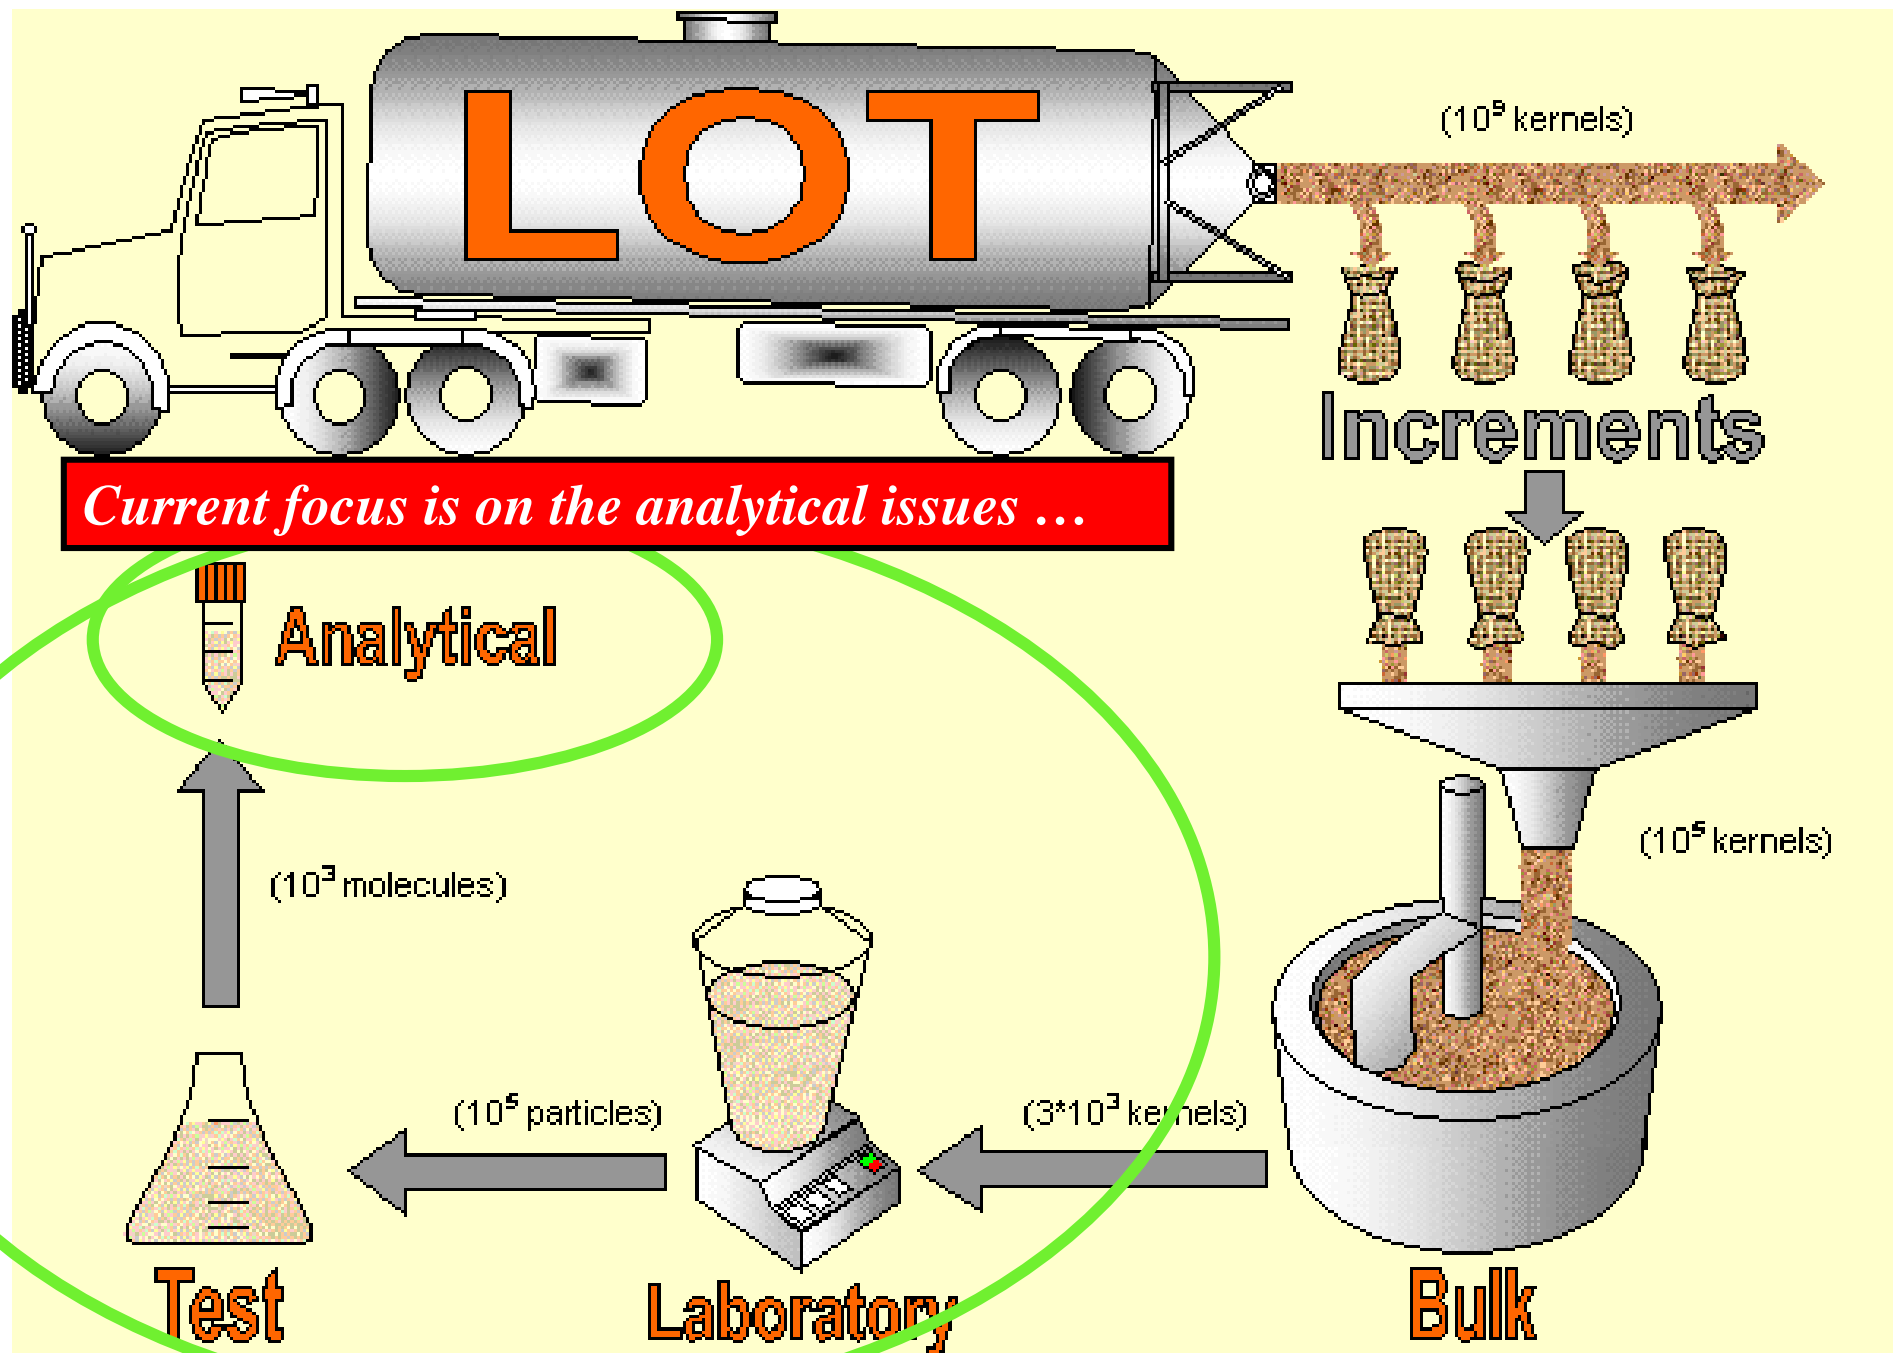 LOT
(10⁹ kernels)
Increments
Current focus is on the analytical issues …
Analytical
(10⁵ kernels)
(10³ molecules)
(10⁵ particles)
(3*10³ kernels)
Test
Laboratory
Bulk